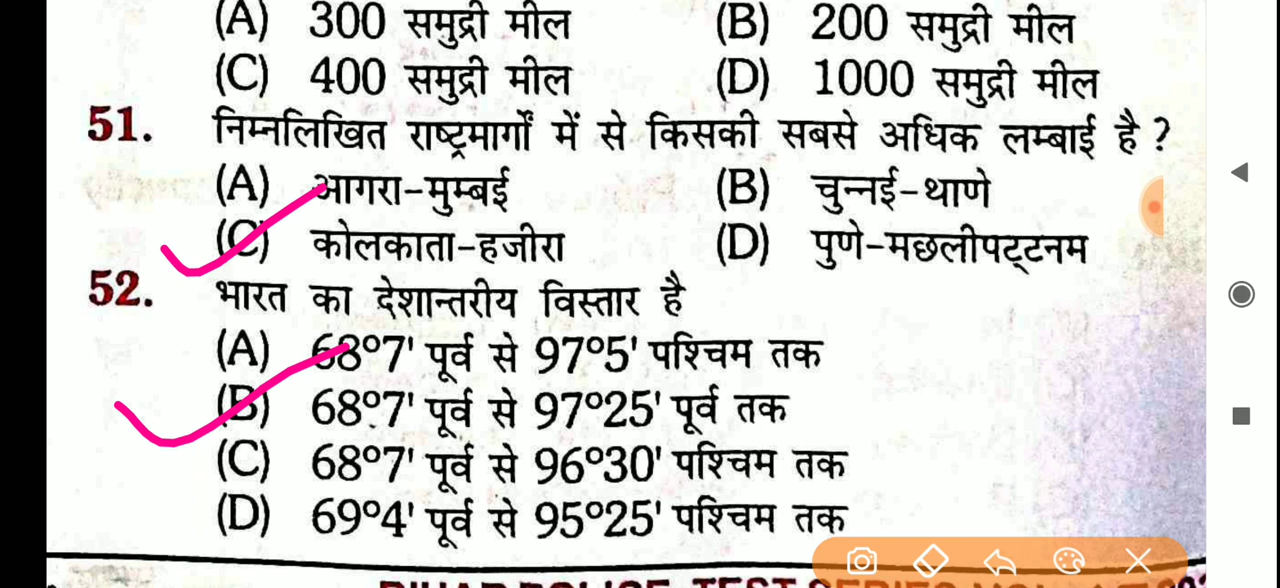 (A) 300 समुद्री मील (B) 200 समुद्री मील
(C) 400 समुद्री मील (D) 1000 समुद्री मील
51. निम्नलिखित राष्ट्रमार्गों में से किसकी सबसे अधिक लम्बाई है ?
(A) आगरा-मुम्बई (B) चुन्नई-थाणे
(C) कोलकाता-हजीरा (D) पुणे-मछलीपट्टनम
52. भारत का देशान्तरीय विस्तार है
(A) 68°7' पूर्व से 97°5' पश्चिम तक
(B) 68°7' पूर्व से 97°25' पूर्व तक
(C) 68°7' पूर्व से 96°30' पश्चिम तक
(D) 69°4' पूर्व से 95°25' पश्चिम तक